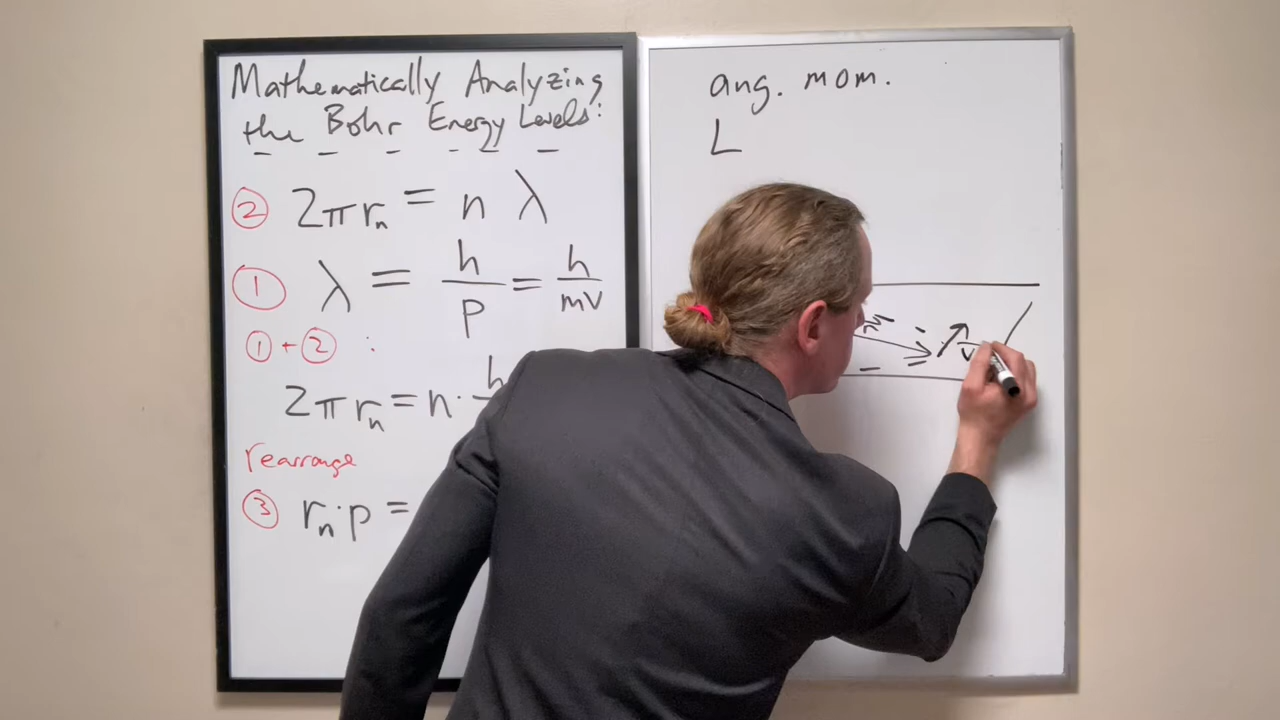 Mathematically Analyzing
the Bohr Energy Levels:
② 2πrₙ = n λ
① λ = h/p = h/mv
① + ② :
2πrₙ = n · h
rearrange
③ rₙ·p =
ang. mom.
L
v